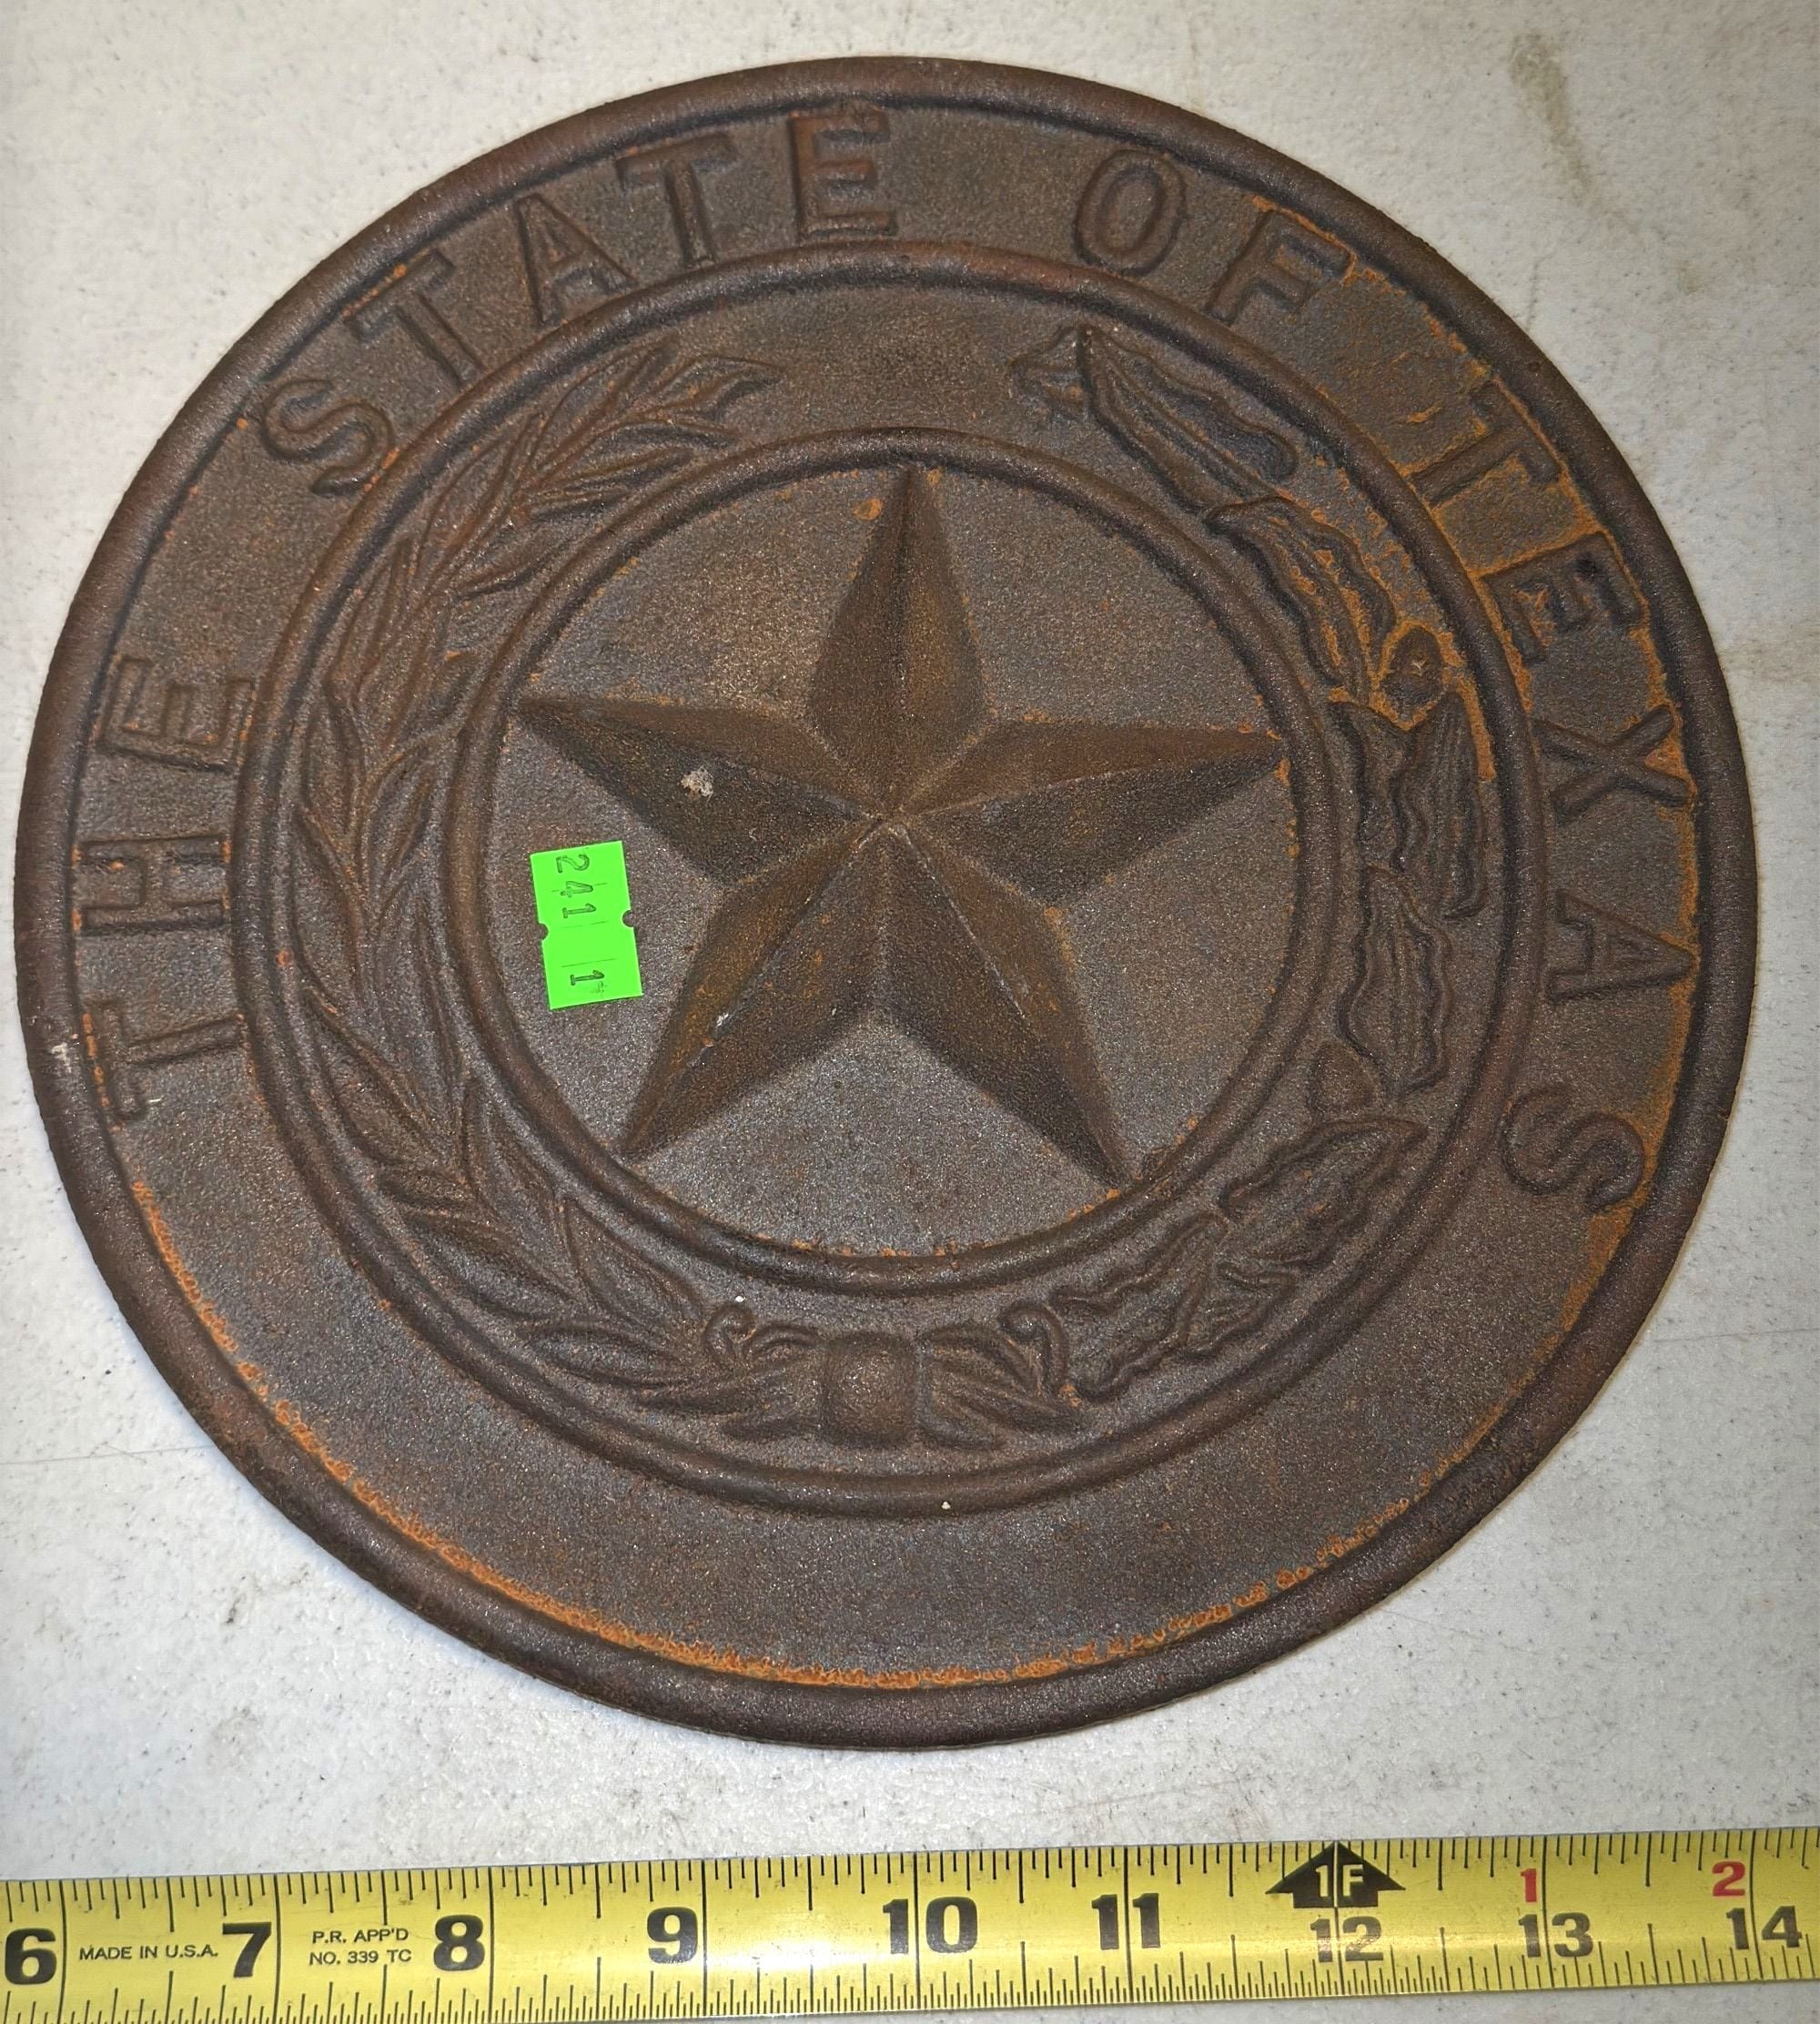 THE STATE OF TEXAS
241 1
1F 1 2
6 MADE IN U.S.A. 7 P.R. APP'D 8 9 10 11 12 13 14
NO. 339 TC